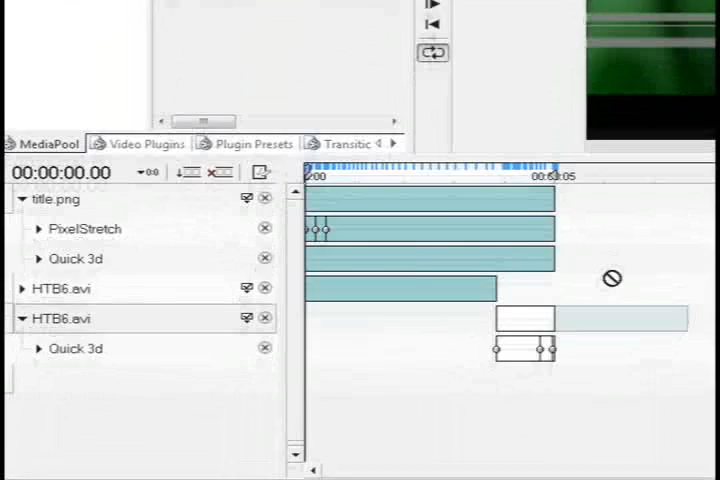 MediaPool Video Plugins Plugin Presets Transitic
00:00:00.00
title.png
PixelStretch
Quick 3d
HTB6.avi
HTB6.avi
Quick 3d